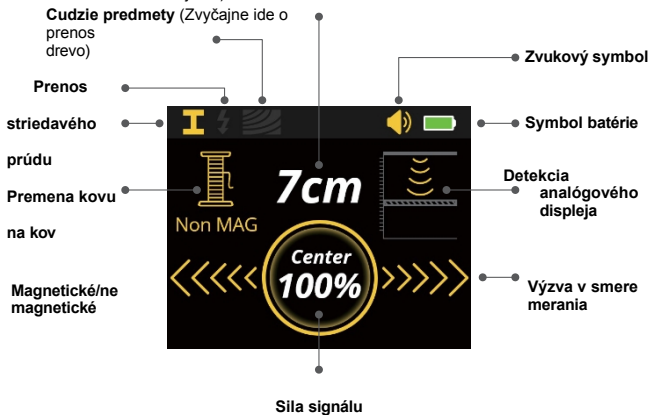 Cudzie predmety (Zvyčajne ide o
prenos
drevo)
Prenos
striedavého
prúdu
Premena kovu
na kov
Magnetické/ne
magnetické
Zvukový symbol
Symbol batérie
Detekcia
analógového
displeja
Výzva v smere
merania
7cm
Non MAG
Center
100%
Sila signálu